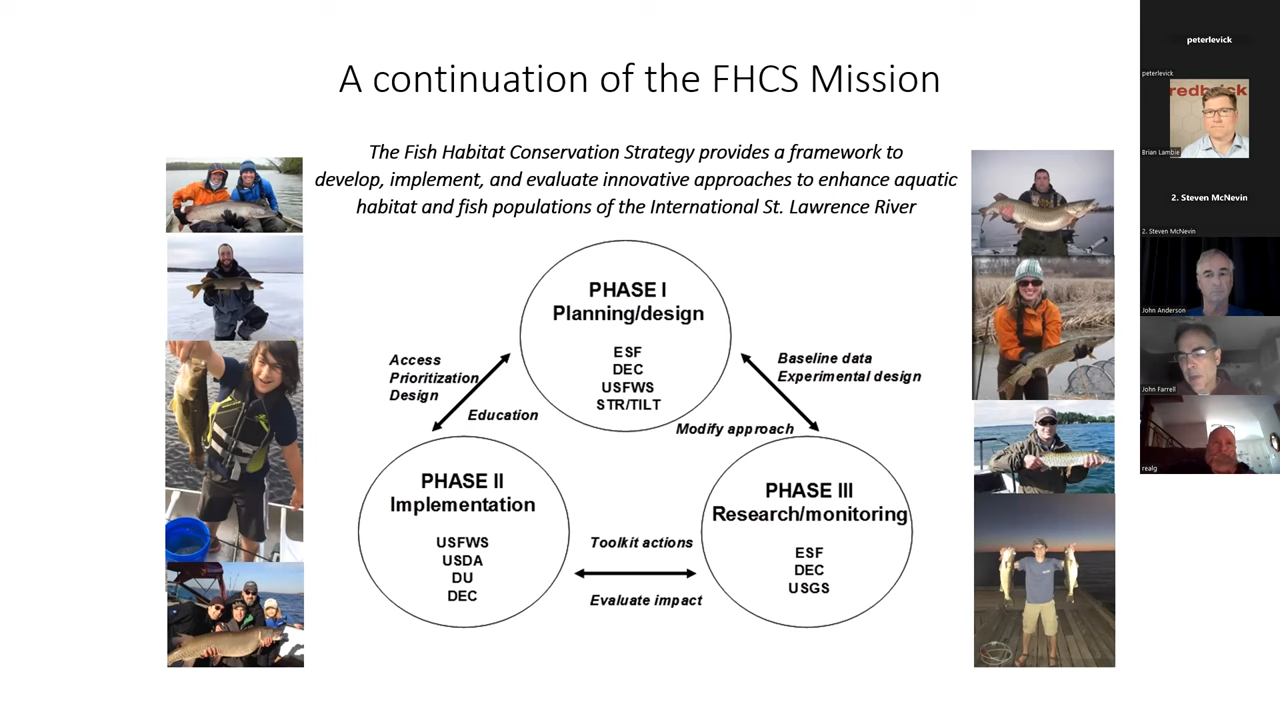 A continuation of the FHCS Mission
The Fish Habitat Conservation Strategy provides a framework to
develop, implement, and evaluate innovative approaches to enhance aquatic
habitat and fish populations of the International St. Lawrence River
PHASE I
Planning/design
ESF
DEC
USFWS
STR/TILT
Access
Prioritization
Design
Education
Baseline data
Experimental design
Modify approach
PHASE II
Implementation
USFWS
USDA
DU
DEC
Toolkit actions
Evaluate impact
PHASE III
Research/monitoring
ESF
DEC
USGS
peterlevick
peterlevick
Brian Lambie
2. Steven McNevin
2. Steven McNevin
John Anderson
John Farrell
realg